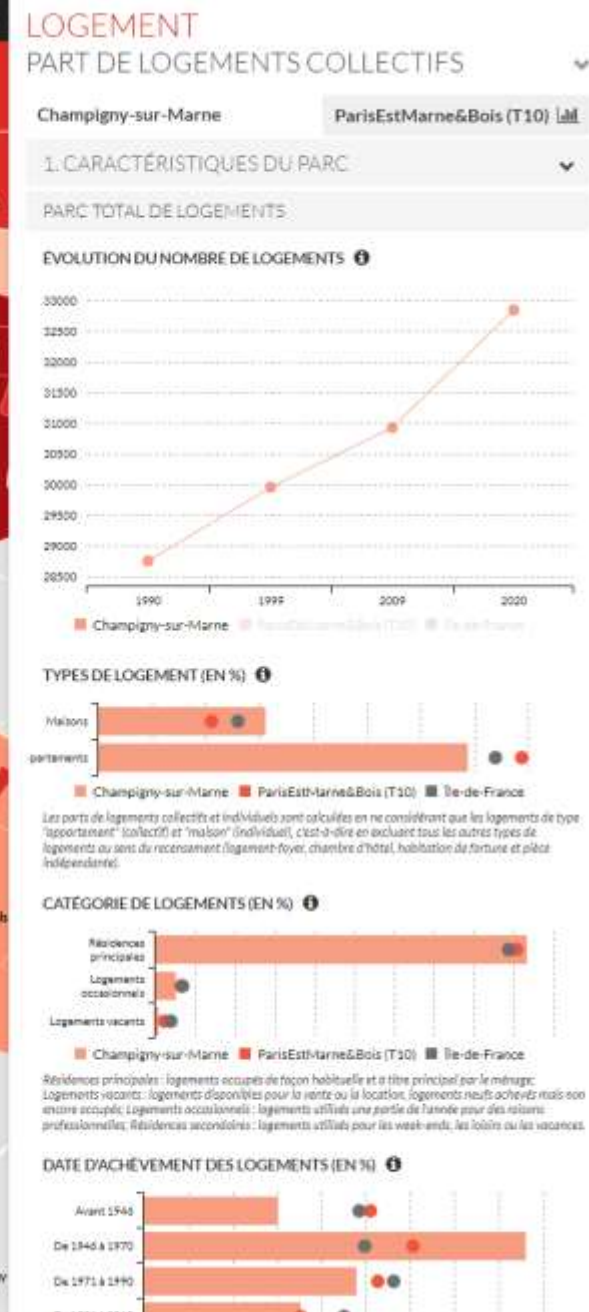 LOGEMENT
PART DE LOGEMENTS COLLECTIFS
Champigny-sur-Marne
ParisEstMarne&Bois (T10)
1. CARACTÉRISTIQUES DU PARC
PARC TOTAL DE LOGEMENTS
ÉVOLUTION DU NOMBRE DE LOGEMENTS
33000
32500
32000
31500
31000
30500
30000
29500
29000
28500
1990 1999 2009 2020
Champigny-sur-Marne ParisEstMarne&Bois (T10) Île-de-France
TYPES DE LOGEMENT (EN %)
Maisons
partements
Champigny-sur-Marne ParisEstMarne&Bois (T10) Île-de-France
Les parts de logements collectifs et individuels sont calculées en ne considérant que les logements de type
"appartement" (collectif) et "maison" (individuel), c'est-à-dire en excluant tous les autres types de
logements au sens du recensement (logement-foyer, chambre d'hôtel, habitation de fortune et pièce
indépendante).
CATÉGORIE DE LOGEMENTS (EN %)
Résidences
principales
Logements
occasionnels
Logements vacants
Champigny-sur-Marne ParisEstMarne&Bois (T10) Île-de-France
Résidences principales : logements occupés de façon habituelle et à titre principal par le ménage;
Logements vacants : logements disponibles pour la vente ou la location, logements neufs achevés mais non
encore occupés; Logements occasionnels : logements utilisés une partie de l'année pour des raisons
professionnelles; Résidences secondaires : logements utilisés pour les week-ends, les loisirs ou les vacances.
DATE D'ACHÈVEMENT DES LOGEMENTS (EN %)
Avant 1946
De 1946 à 1970
De 1971 à 1990